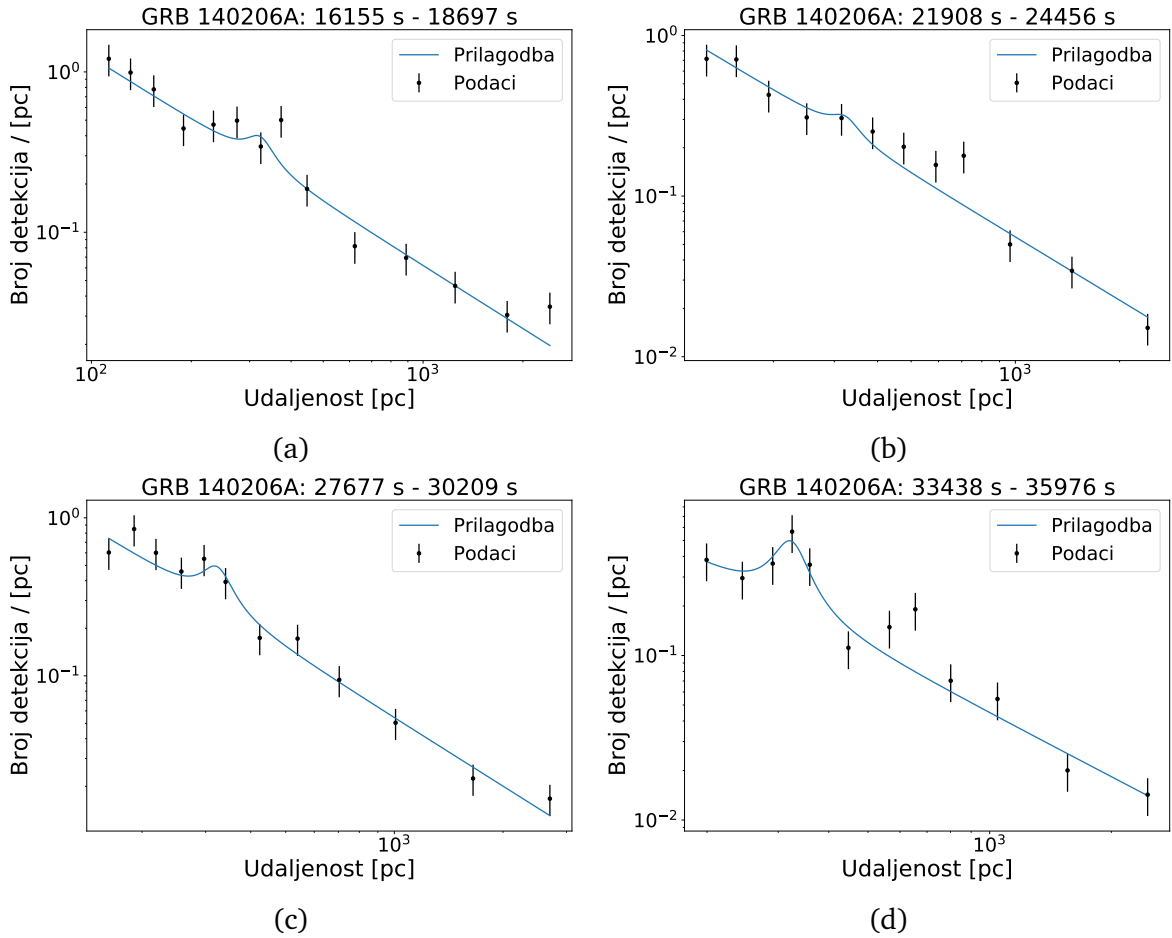 GRB 140206A: 16155 s - 18697 s
Prilagodba
Podaci
10^0
10^-1
10^2
10^3
Broj detekcija / [pc]
Udaljenost [pc]
(a)
GRB 140206A: 21908 s - 24456 s
Prilagodba
Podaci
10^0
10^-1
10^-2
10^3
Broj detekcija / [pc]
Udaljenost [pc]
(b)
GRB 140206A: 27677 s - 30209 s
Prilagodba
Podaci
10^0
10^-1
10^3
Broj detekcija / [pc]
Udaljenost [pc]
(c)
GRB 140206A: 33438 s - 35976 s
Prilagodba
Podaci
10^-1
10^-2
10^3
Broj detekcija / [pc]
Udaljenost [pc]
(d)